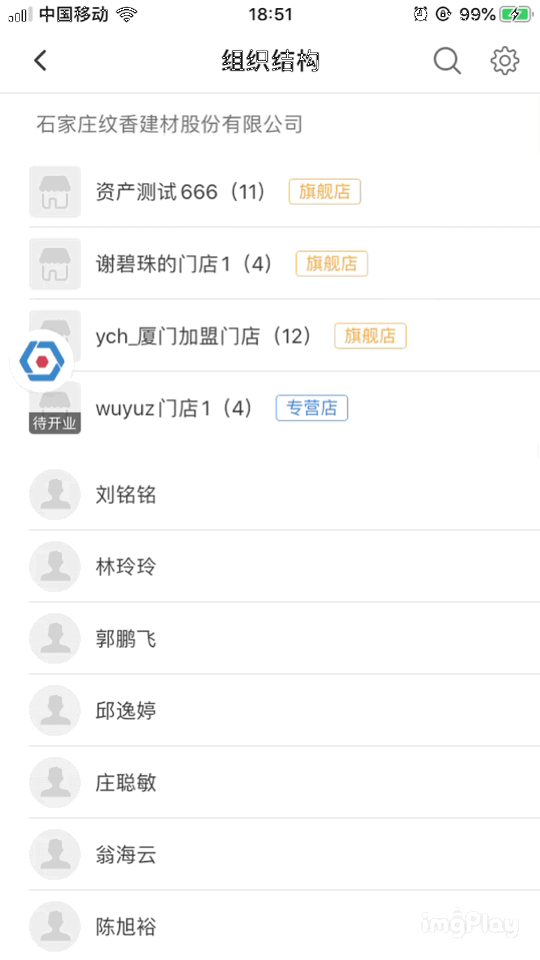 中国移动 18:51 99%
组织结构
石家庄纹香建材股份有限公司
资产测试666（11） 旗舰店
谢碧珠的门店1（4） 旗舰店
ych_厦门加盟门店（12） 旗舰店
wuyuz门店1（4） 专营店
待开业
刘铭铭
林玲玲
郭鹏飞
邱逸婷
庄聪敏
翁海云
陈旭裕
imgPlay